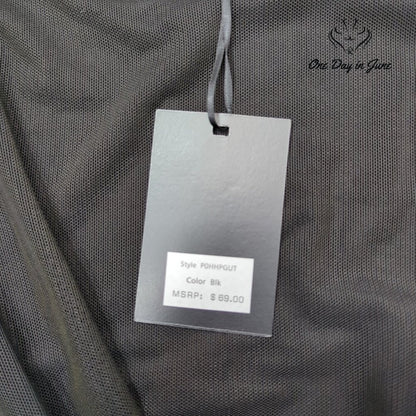 One Day in June
Style PDHHPGUT
Color Blk
MSRP: $ 69.00